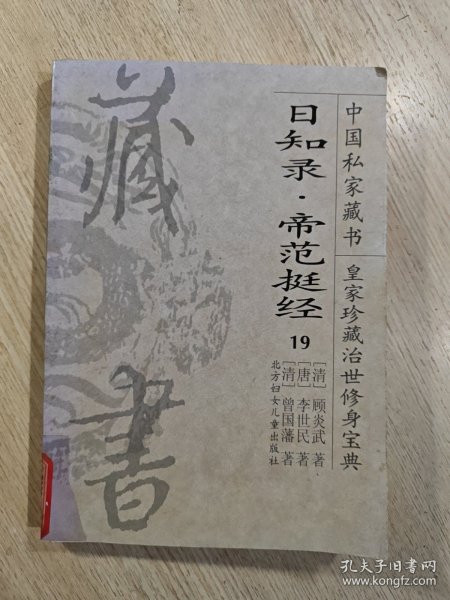 中国私家藏书
皇家珍藏治世修身宝典
日知录·帝范挺经
19
[清] 顾炎武 著
[唐] 李世民 著
[清] 曾国藩 著
北方妇女儿童出版社
藏書
孔夫子旧书网
www.kongfz.com